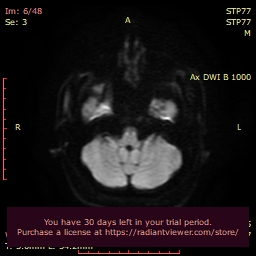 Im: 6/48
Se: 3
A
STP77
STP77
M
Ax DWI B 1000
R
L
You have 30 days left in your trial period.
Purchase a license at https://radiantviewer.com/store/